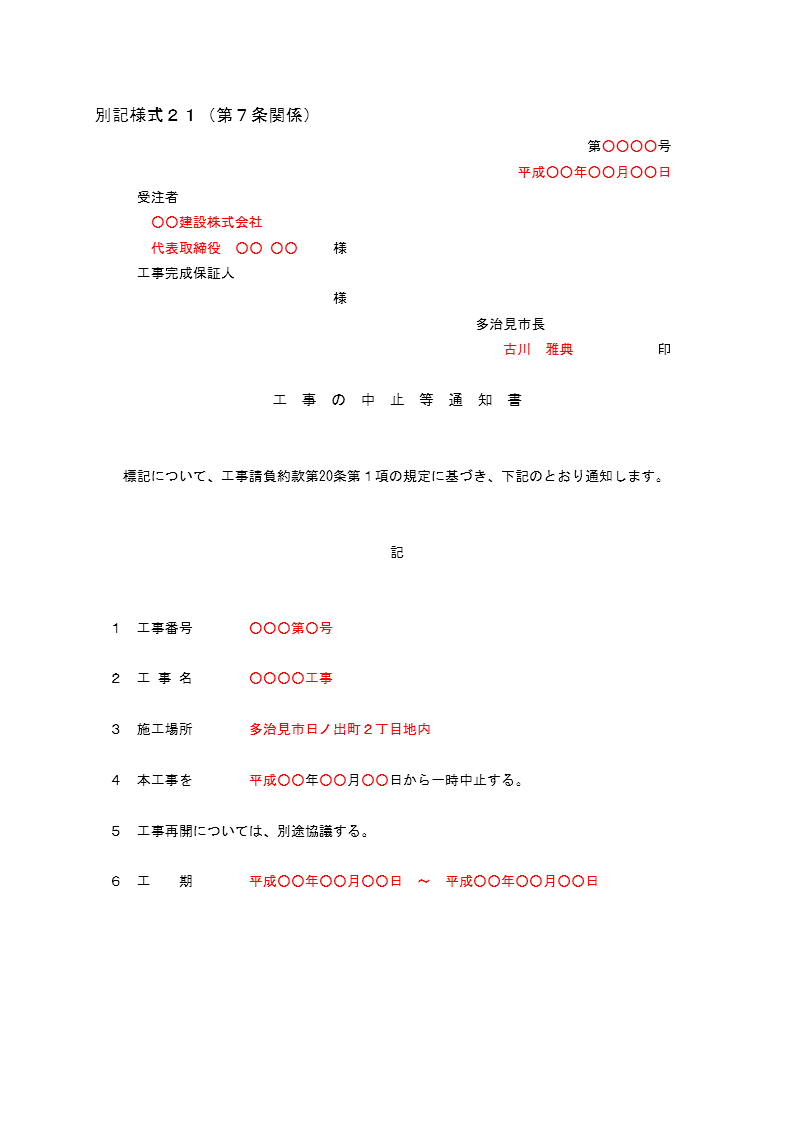 別記様式２１（第７条関係）
第〇〇〇〇号
平成〇〇年〇〇月〇〇日
受注者
〇〇建設株式会社
代表取締役　〇〇 〇〇　　様
工事完成保証人
様
多治見市長
古川　雅典　　　　　　印
工　事　の　中　止　等　通　知　書
標記について、工事請負約款第20条第１項の規定に基づき、下記のとおり通知します。
記
１　工事番号　　　　〇〇〇第〇号
２　工 事 名　　　　〇〇〇〇工事
３　施工場所　　　　多治見市日ノ出町２丁目地内
４　本工事を　　　　平成〇〇年〇〇月〇〇日から一時中止する。
５　工事再開については、別途協議する。
６　工　　期　　　　平成〇〇年〇〇月〇〇日　～　平成〇〇年〇〇月〇〇日